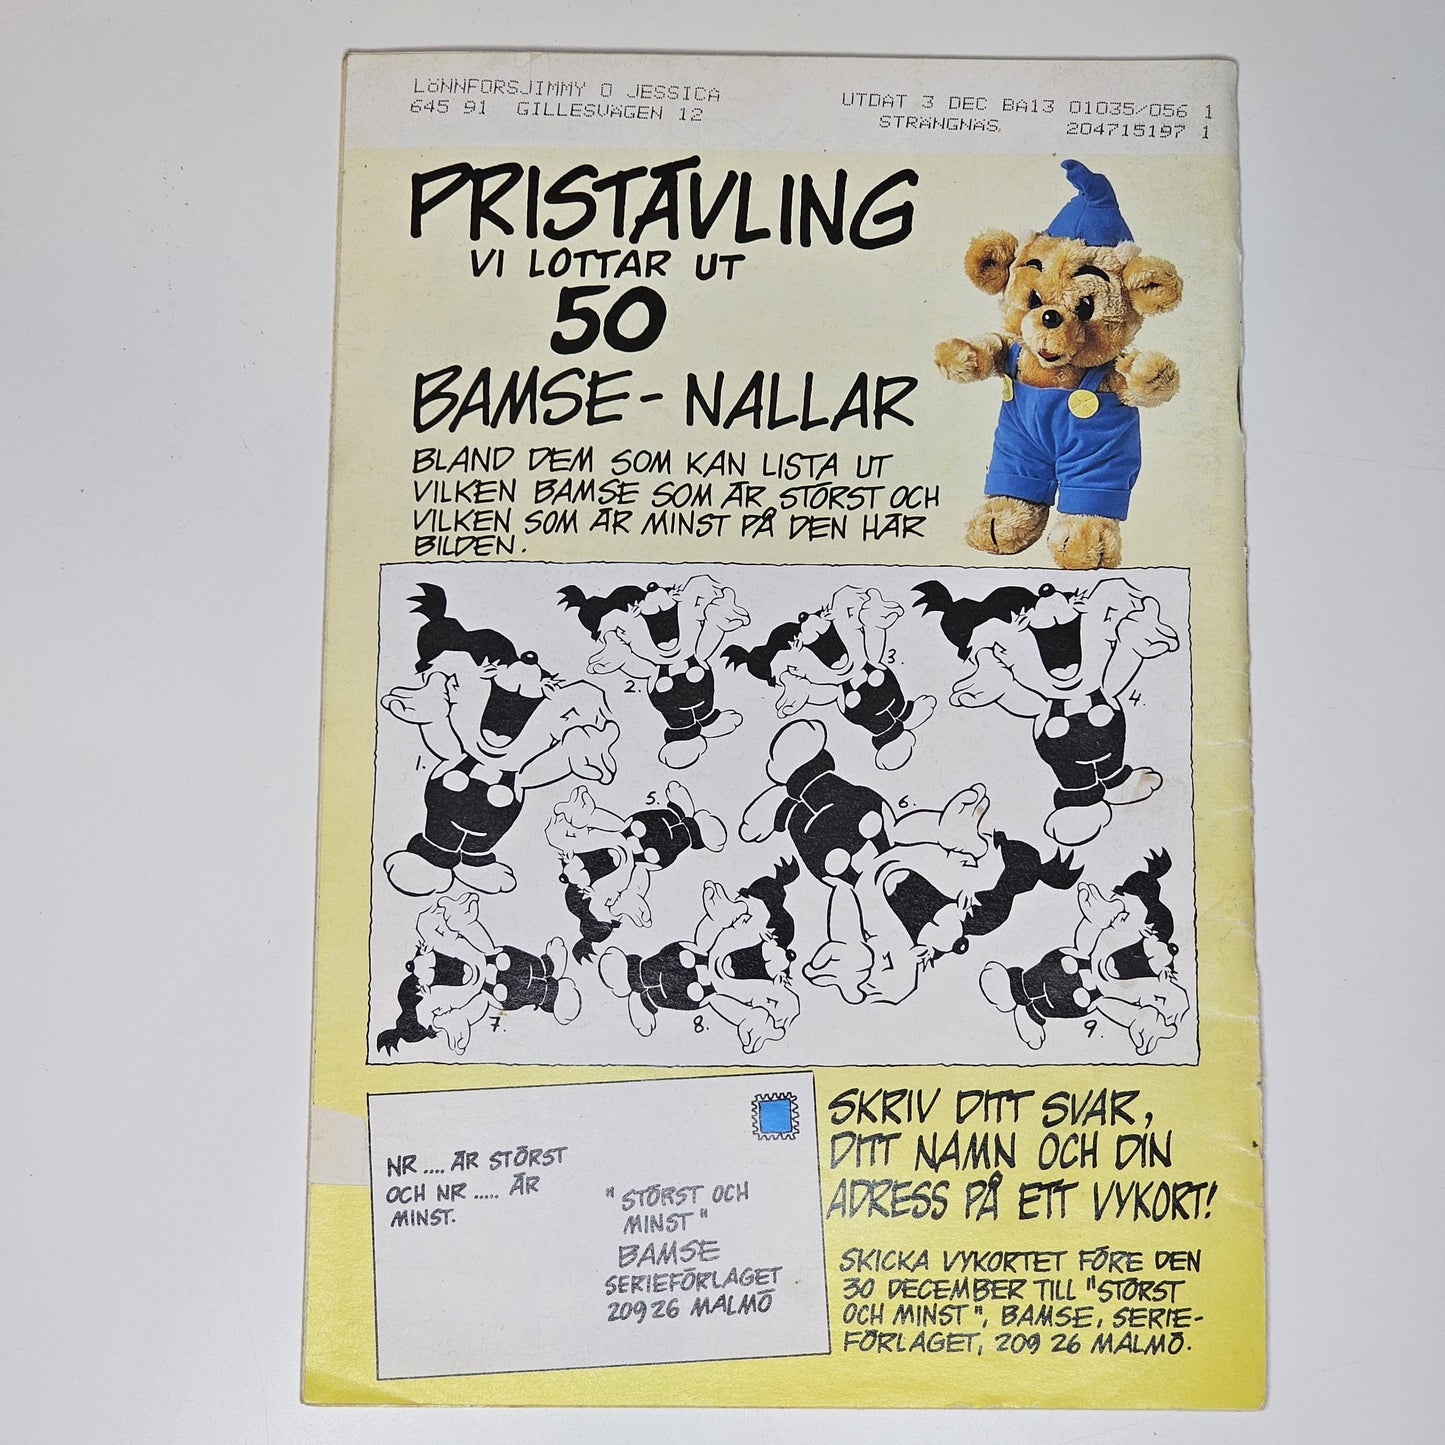 LÖNNFORSJIMMY O JESSICA
645 91 GILLESVÄGEN 12
UTDAT 3 DEC BA13 01035/056 1
STRÄNGNÄS 204715197 1
PRISTÄVLING
VI LOTTAR UT
50
BAMSE-NALLAR
BLAND DEM SOM KAN LISTA UT
VILKEN BAMSE SOM ÄR STÖRST OCH
VILKEN SOM ÄR MINST PÅ DEN HÄR
BILDEN.
1.
2.
3.
4.
5.
6.
7.
8.
9.
NR .... ÄR STÖRST
OCH NR ..... ÄR
MINST.
"STÖRST OCH
MINST"
BAMSE
SERIEFÖRLAGET
20926 MALMÖ
SKRIV DITT SVAR,
DITT NAMN OCH DIN
ADRESS PÅ ETT VYKORT!
SKICKA VYKORTET FÖRE DEN
30 DECEMBER TILL "STÖRST
OCH MINST", BAMSE, SERIE-
FÖRLAGET, 209 26 MALMÖ.